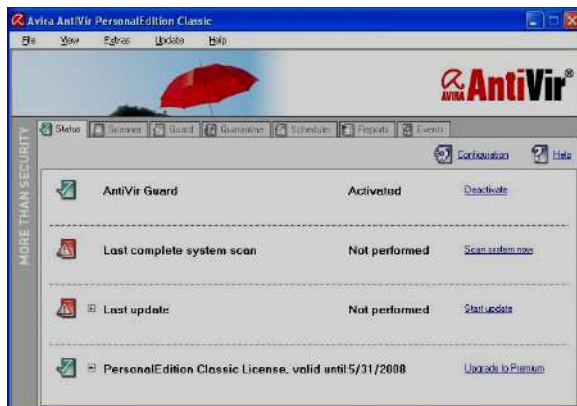 Avira AntiVir PersonalEdition Classic
File View Extras Update Help
AVIRA AntiVir®
Status Scanner Guard Quarantine Scheduler Reports Events
MORE THAN SECURITY
Configuration Help
AntiVir Guard Activated Deactivate
Last complete system scan Not performed Scan system now
Last update Not performed Start update
PersonalEdition Classic License, valid until:5/31/2008 Upgrade to Premium